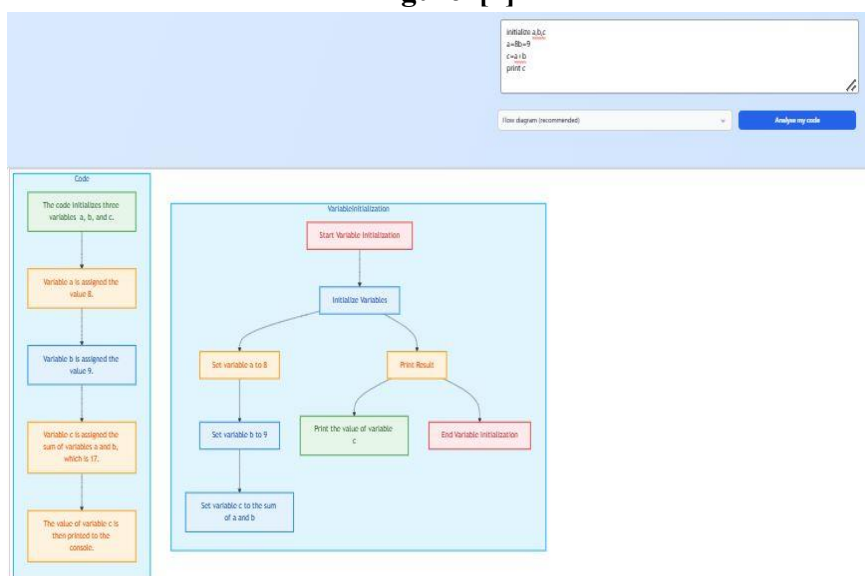 initialize a,b,c
a=8b=9
c=a+b
print c
Flow diagram (recommended)
Analyse my code
Code
The code initializes three
variables a, b, and c.
Variable a is assigned the
value 8.
Variable b is assigned the
value 9.
Variable c is assigned the
sum of variables a and b,
which is 17.
The value of variable c is
then printed to the
console.
VariableInitialization
Start Variable Initialization
Initialize Variables
Set variable a to 8
Print Result
Set variable b to 9
Print the value of variable
c
End Variable Initialization
Set variable c to the sum
of a and b